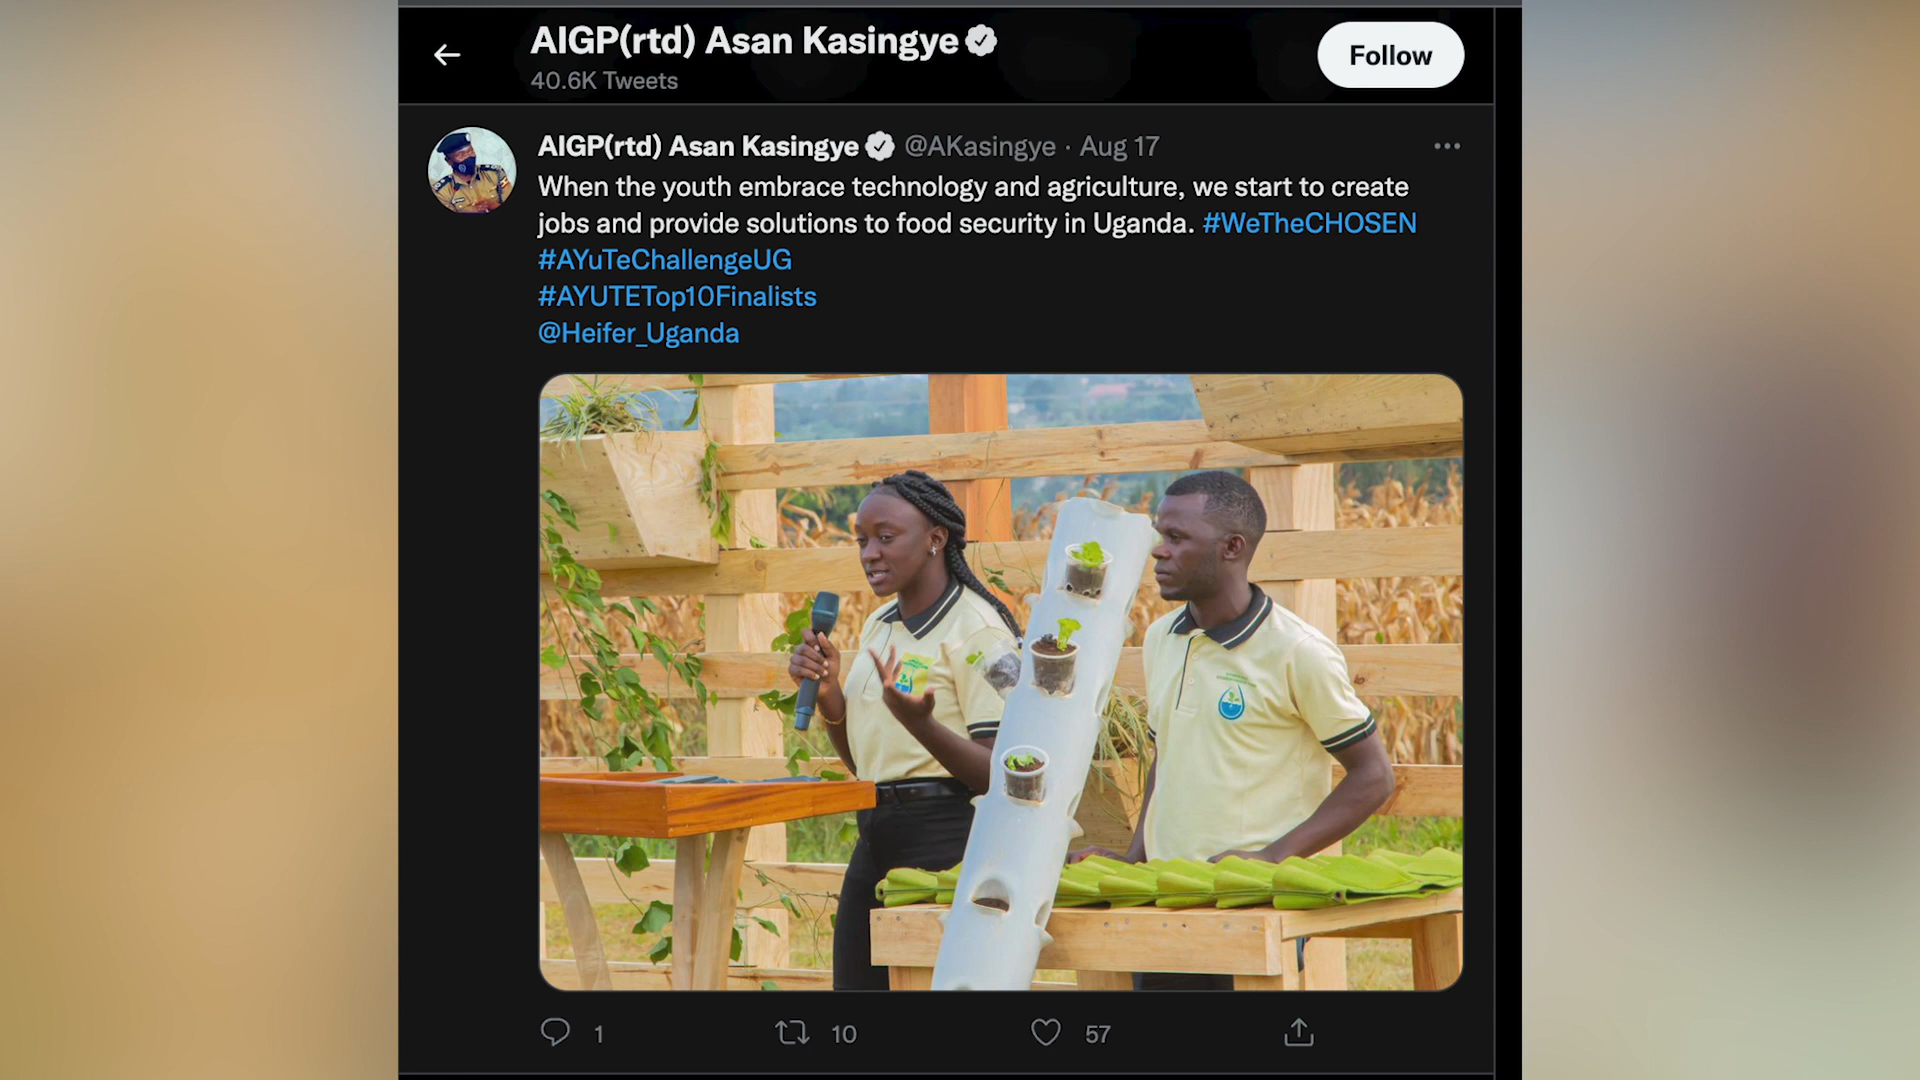 AIGP(rtd) Asan Kasingye
40.6K Tweets
Follow
AIGP(rtd) Asan Kasingye @AKasingye · Aug 17
When the youth embrace technology and agriculture, we start to create
jobs and provide solutions to food security in Uganda. #WeTheCHOSEN
#AYuTeChallengeUG
#AYUTETop10Finalists
@Heifer_Uganda
1
10
57